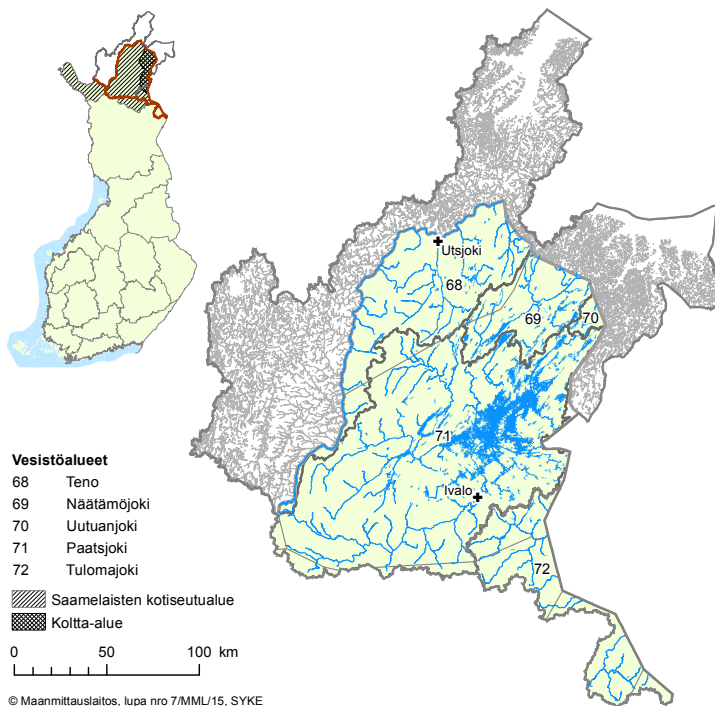 Utsjoki
68
69
70
71
Ivalo
72
Vesistöalueet
68 Teno
69 Näätämöjoki
70 Uutuanjoki
71 Paatsjoki
72 Tulomajoki
Saamelaisten kotiseutualue
Koltta-alue
0 50 100 km
© Maanmittauslaitos, lupa nro 7/MML/15, SYKE